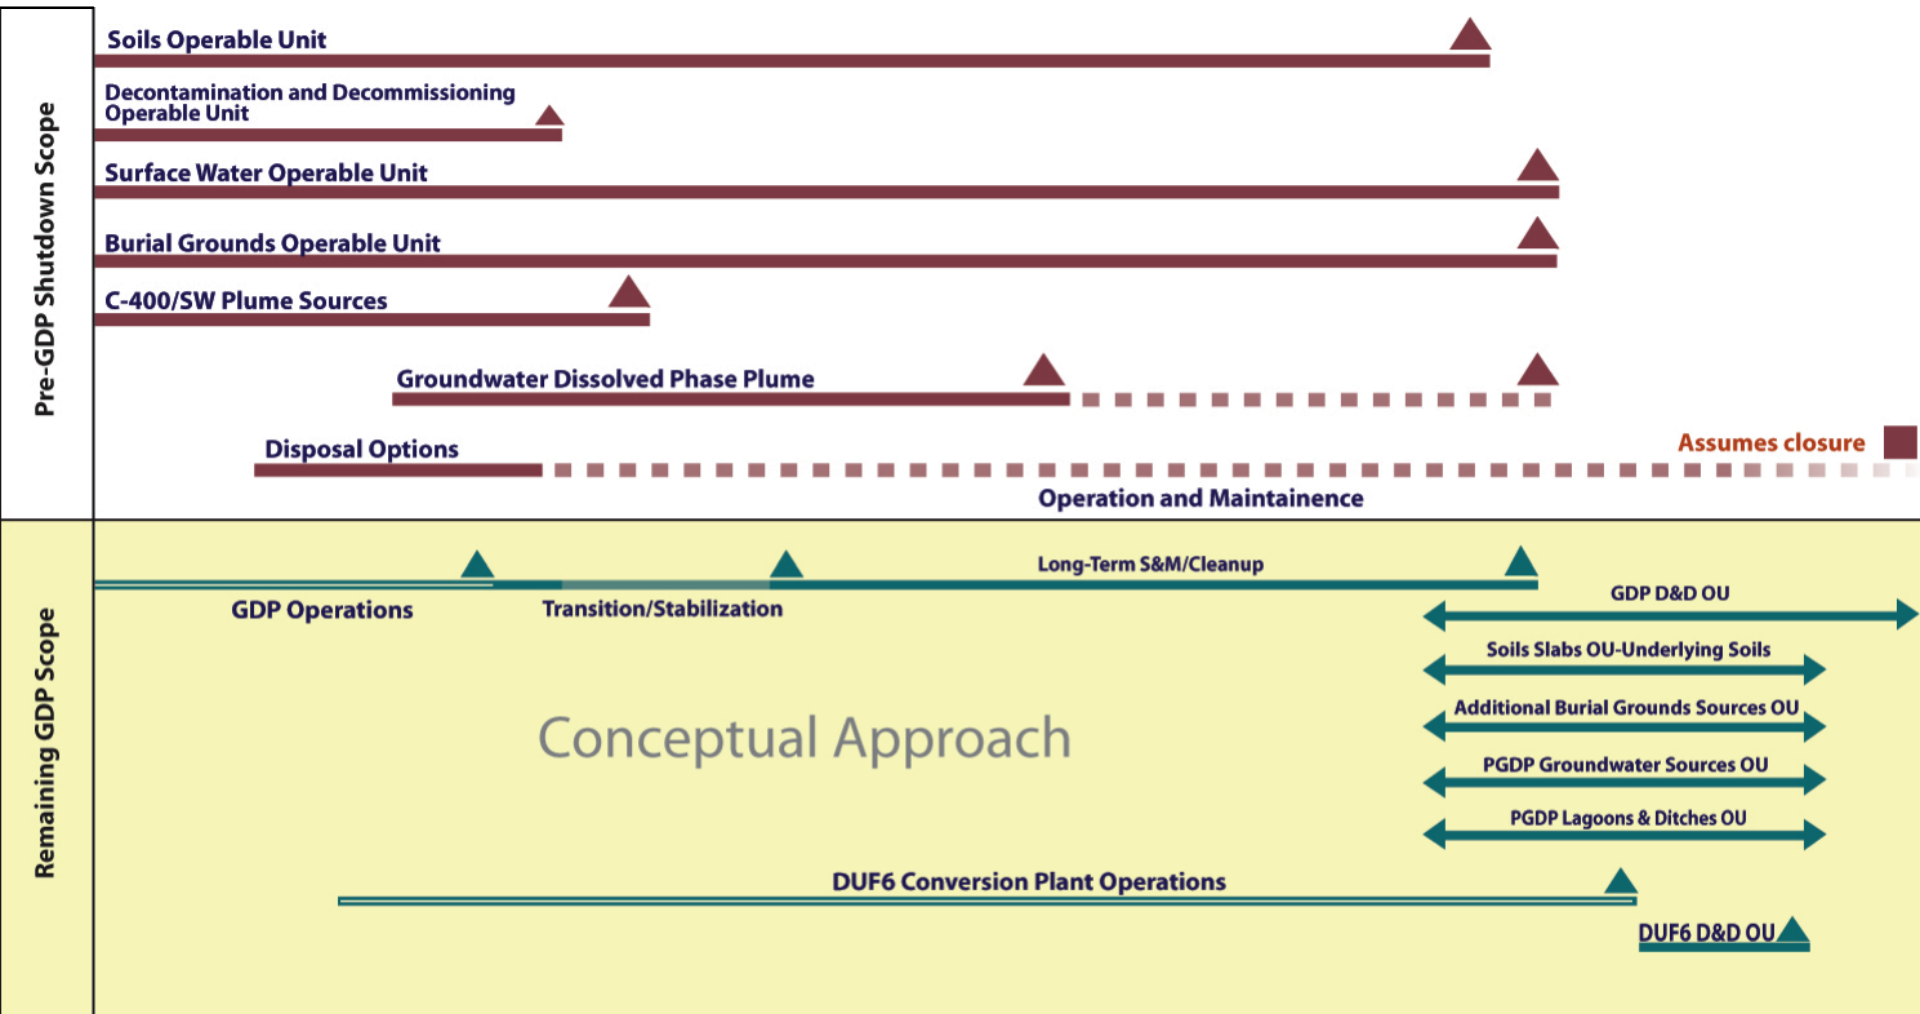 Pre-GDP Shutdown Scope
Soils Operable Unit
Decontamination and Decommissioning
Operable Unit
Surface Water Operable Unit
Burial Grounds Operable Unit
C-400/SW Plume Sources
Groundwater Dissolved Phase Plume
Disposal Options
Assumes closure
Operation and Maintainence
Remaining GDP Scope
Long-Term S&M/Cleanup
GDP Operations
Transition/Stabilization
GDP D&D OU
Soils Slabs OU-Underlying Soils
Additional Burial Grounds Sources OU
Conceptual Approach
PGDP Groundwater Sources OU
PGDP Lagoons & Ditches OU
DUF6 Conversion Plant Operations
DUF6 D&D OU